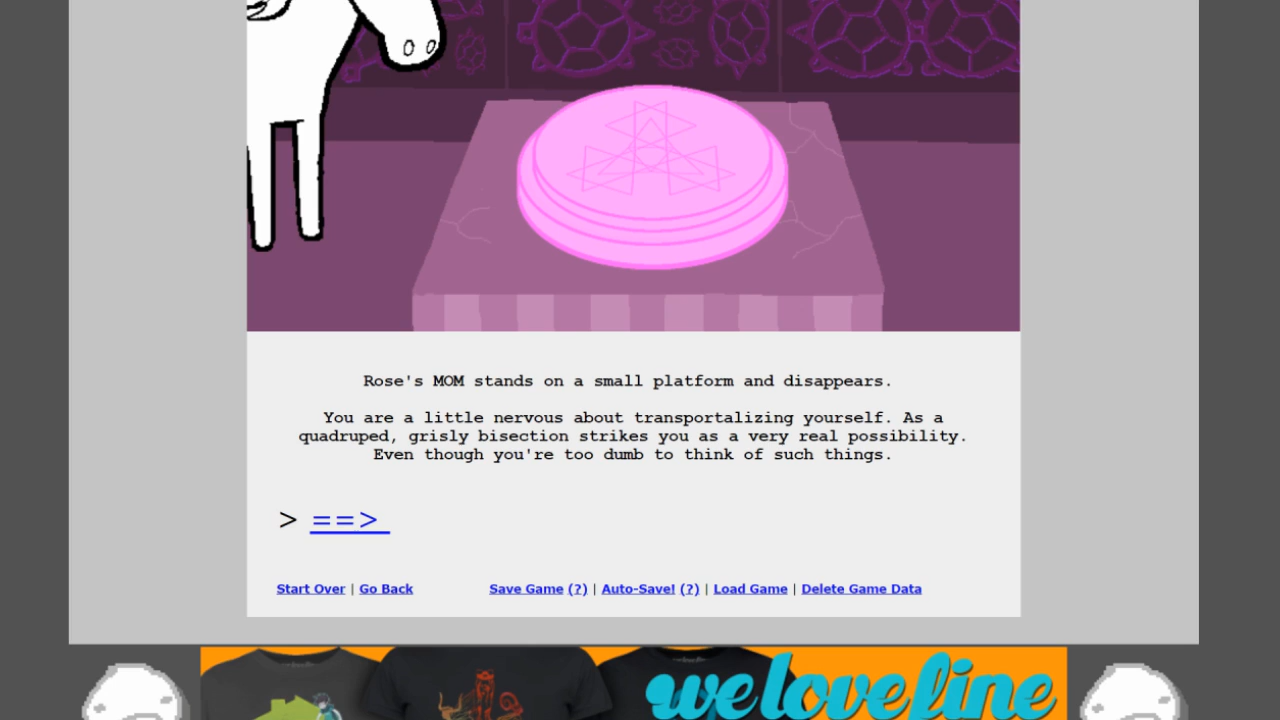 Rose's MOM stands on a small platform and disappears.
You are a little nervous about transportalizing yourself. As a
quadruped, grisly bisection strikes you as a very real possibility.
Even though you're too dumb to think of such things.
> ==>
Start Over | Go Back Save Game (?) | Auto-Save! (?) | Load Game | Delete Game Data
welovefine